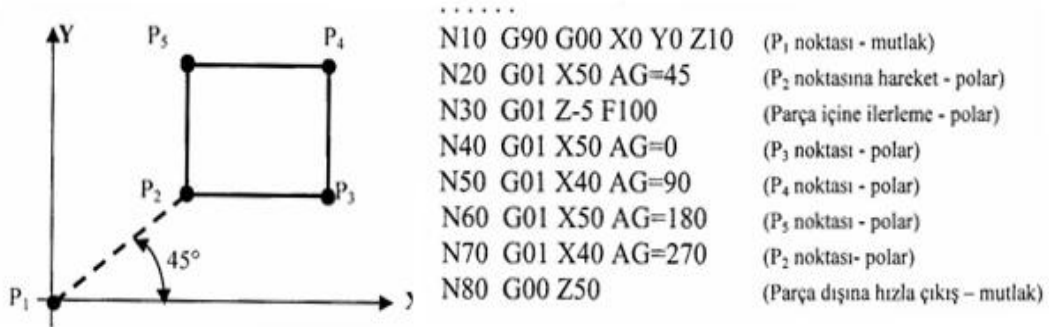 . . . . . .
N10 G90 G00 X0 Y0 Z10 (P₁ noktası - mutlak)
N20 G01 X50 AG=45 (P₂ noktasına hareket - polar)
N30 G01 Z-5 F100 (Parça içine ilerleme - polar)
N40 G01 X50 AG=0 (P₃ noktası - polar)
N50 G01 X40 AG=90 (P₄ noktası - polar)
N60 G01 X50 AG=180 (P₅ noktası - polar)
N70 G01 X40 AG=270 (P₂ noktası- polar)
N80 G00 Z50 (Parça dışına hızla çıkış – mutlak)
Y
P₅
P₄
P₂
P₃
45°
P₁